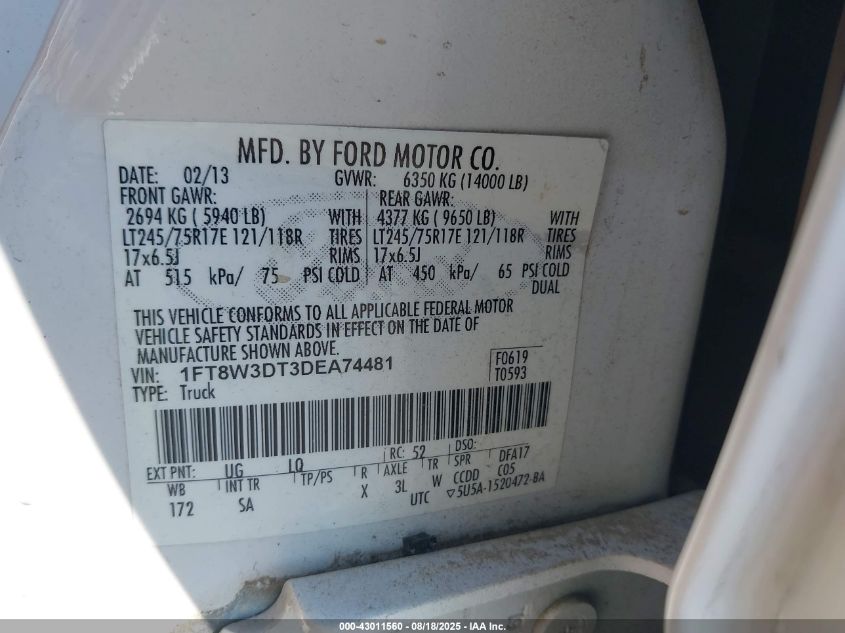 MFD. BY FORD MOTOR CO.
DATE: 02/13 GVWR: 6350 KG (14000 LB)
FRONT GAWR: REAR GAWR:
2694 KG ( 5940 LB) WITH 4377 KG ( 9650 LB) WITH
LT245/75R17E 121/118R TIRES LT245/75R17E 121/118R TIRES
17x6.5J RIMS 17x6.5J RIMS
AT 515 kPa/ 75 PSI COLD AT 450 kPa/ 65 PSI COLD
DUAL
THIS VEHICLE CONFORMS TO ALL APPLICABLE FEDERAL MOTOR
VEHICLE SAFETY STANDARDS IN EFFECT ON THE DATE OF
MANUFACTURE SHOWN ABOVE.
VIN: 1FT8W3DT3DEA74481 F0619
TYPE: Truck T0593
EXT PNT: UG LQ RC: 52 DSO:
WB INT TR TP/PS R AXLE TR SPR DFA17
172 SA X 3L W CCDD C05
UTC ▽5U5A-1520472-BA
000-43011560 - 08/18/2025 - IAA Inc.